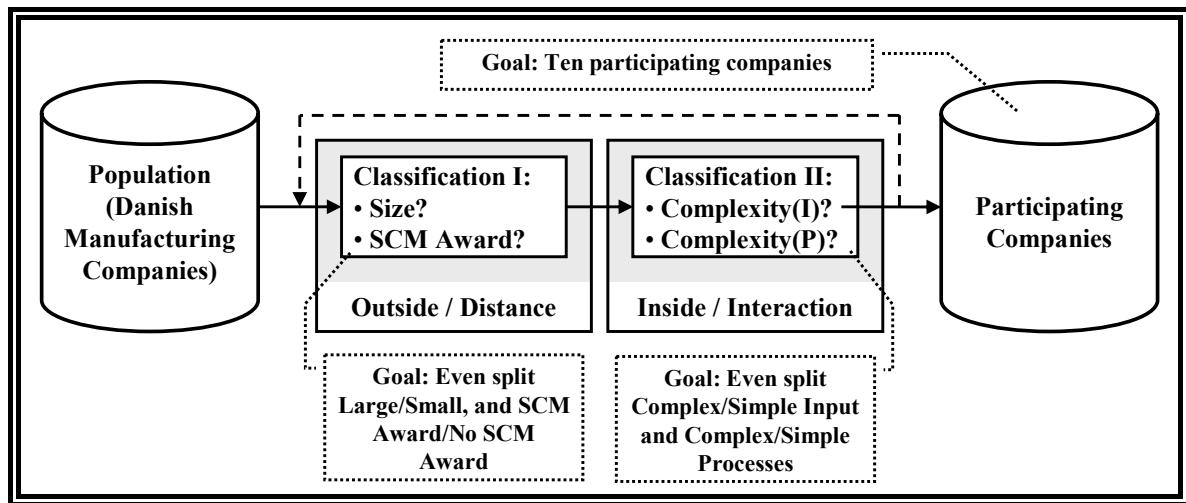 Goal: Ten participating companies
Population
(Danish
Manufacturing
Companies)
Classification I:
• Size?
• SCM Award?
Outside / Distance
Classification II:
• Complexity(I)?
• Complexity(P)?
Inside / Interaction
Participating
Companies
Goal: Even split
Large/Small, and SCM
Award/No SCM
Award
Goal: Even split
Complex/Simple Input
and Complex/Simple
Processes